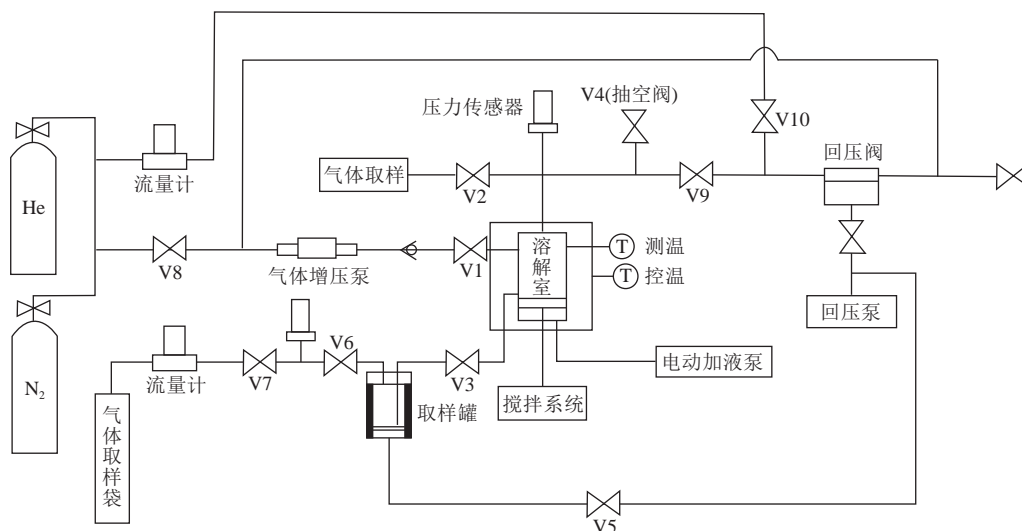 V4(抽空阀)
压力传感器
V10
流量计
回压阀
气体取样
V2
V9
He
溶解室
T
测温
V8
气体增压泵
V1
T
控温
回压泵
V6
N₂
流量计
V7
V3
电动加液泵
取样罐
搅拌系统
气体取样袋
V5